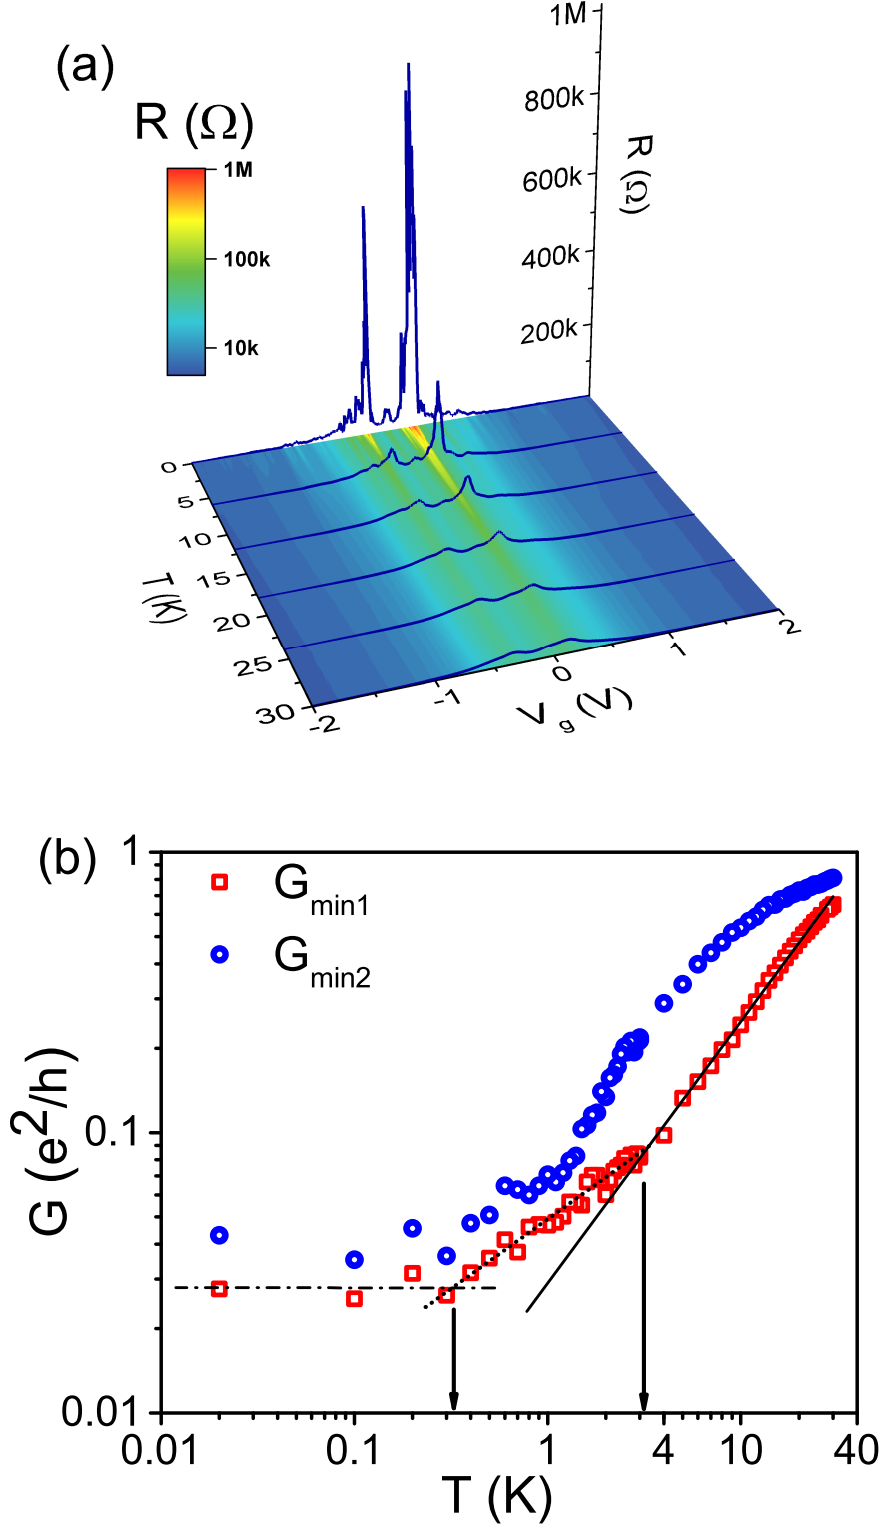 (a)
R (Ω)
1M
100k
10k
1M
800k
600k
400k
200k
R (Ω)
0
5
10
15
20
25
30
T (K)
-2
-1
0
1
2
V g (V)
(b)
G min1
G min2
1
0.1
0.01
G (e²/h)
0.01
0.1
1
4
10
40
T (K)